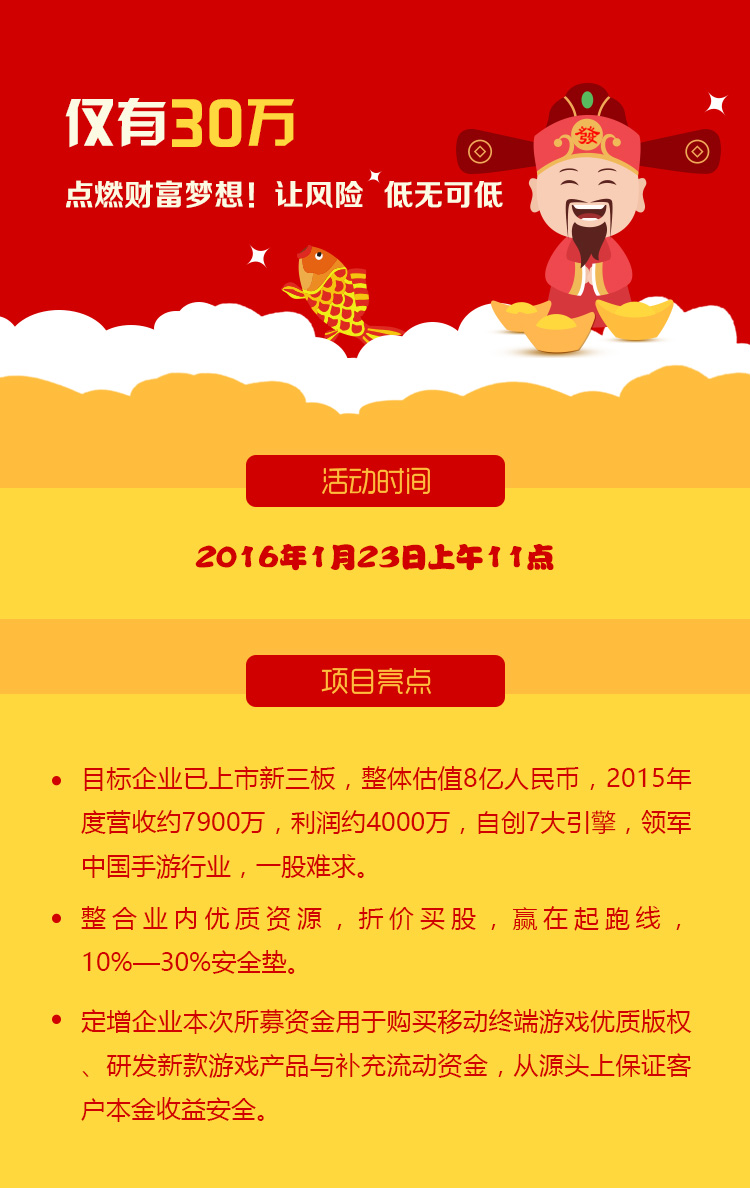 仅有30万
發
点燃财富梦想！让风险 低无可低
活动时间
2016年1月23日上午11点
项目亮点
目标企业已上市新三板，整体估值8亿人民币，2015年
度营收约7900万，利润约4000万，自创7大引擎，领军
中国手游行业，一股难求。
整合业内优质资源，折价买股，赢在起跑线，
10%—30%安全垫。
定增企业本次所募资金用于购买移动终端游戏优质版权
、研发新款游戏产品与补充流动资金，从源头上保证客
户本金收益安全。